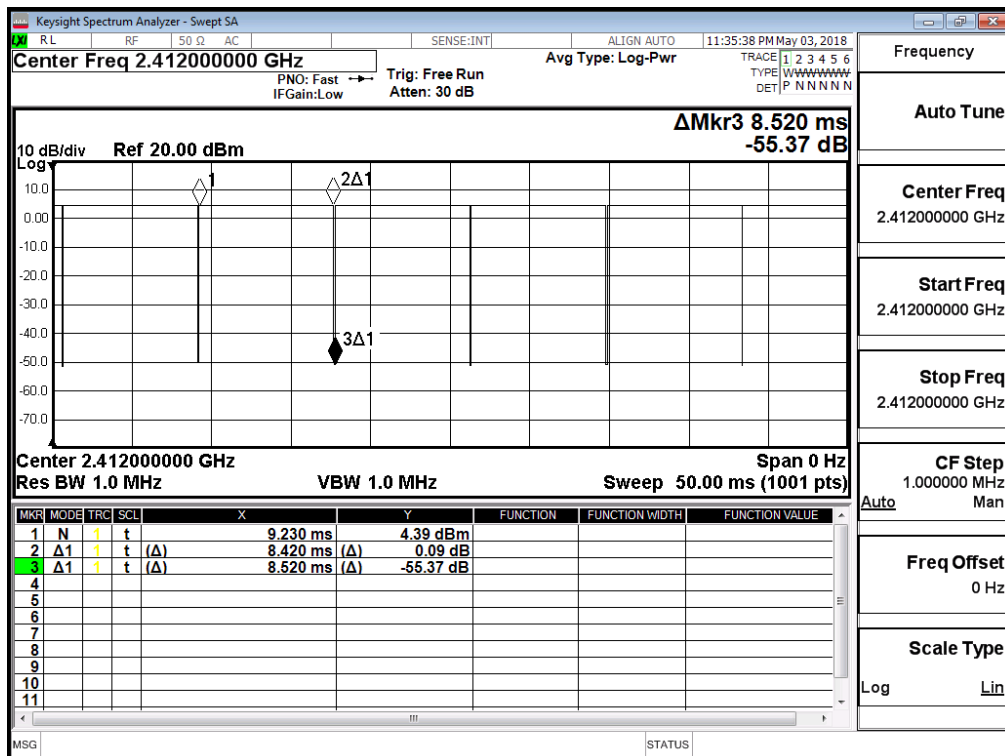 Keysight Spectrum Analyzer - Swept SA
LXI RL RF 50 Ω AC SENSE:INT ALIGN AUTO 11:35:38 PM May 03, 2018
Center Freq 2.412000000 GHz
PNO: Fast
IFGain:Low
Trig: Free Run
Atten: 30 dB
Avg Type: Log-Pwr
TRACE 1 2 3 4 5 6
TYPE WWWWWW
DET P N N N N N
ΔMkr3 8.520 ms
-55.37 dB
10 dB/div Ref 20.00 dBm
Log
10.0
0.00
-10.0
-20.0
-30.0
-40.0
-50.0
-60.0
-70.0
1
2Δ1
3Δ1
Center 2.412000000 GHz Span 0 Hz
Res BW 1.0 MHz VBW 1.0 MHz Sweep 50.00 ms (1001 pts)
MKR MODE TRC SCL X Y FUNCTION FUNCTION WIDTH FUNCTION VALUE
1 N 1 t 9.230 ms 4.39 dBm
2 Δ1 1 t (Δ) 8.420 ms (Δ) 0.09 dB
3 Δ1 1 t (Δ) 8.520 ms (Δ) -55.37 dB
4
5
6
7
8
9
10
11
MSG STATUS
Frequency
Auto Tune
Center Freq
2.412000000 GHz
Start Freq
2.412000000 GHz
Stop Freq
2.412000000 GHz
CF Step
1.000000 MHz
Auto Man
Freq Offset
0 Hz
Scale Type
Log Lin